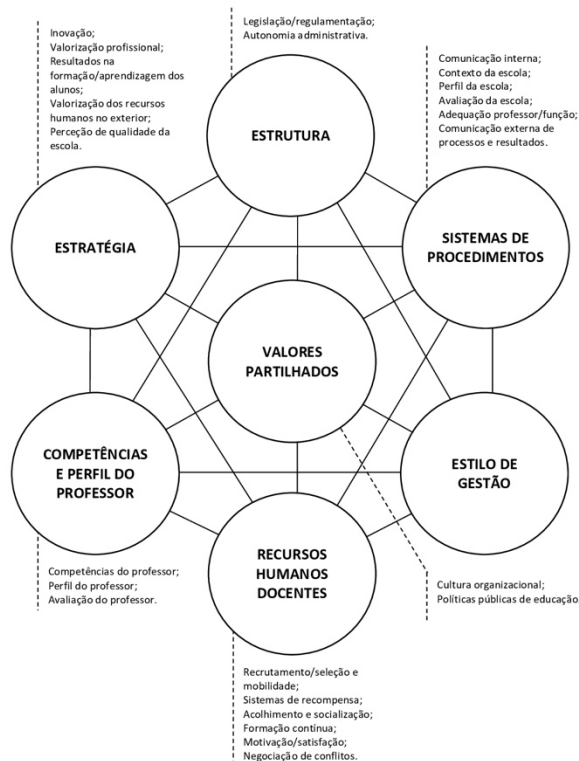 Legislação/regulamentação;
Autonomia administrativa.
Inovação;
Valorização profissional;
Resultados na
formação/aprendizagem dos
alunos;
Valorização dos recursos
humanos no exterior;
Perceção de qualidade da
escola.
Comunicação interna;
Contexto da escola;
Perfil da escola;
Avaliação da escola;
Adequação professor/função;
Comunicação externa de
processos e resultados.
ESTRUTURA
ESTRATÉGIA
SISTEMAS DE
PROCEDIMENTOS
VALORES
PARTILHADOS
COMPETÊNCIAS
E PERFIL DO
PROFESSOR
ESTILO DE
GESTÃO
RECURSOS
HUMANOS
DOCENTES
Competências do professor;
Perfil do professor;
Avaliação do professor.
Cultura organizacional;
Políticas públicas de educação
Recrutamento/seleção e
mobilidade;
Sistemas de recompensa;
Acolhimento e socialização;
Formação contínua;
Motivação/satisfação;
Negociação de conflitos.